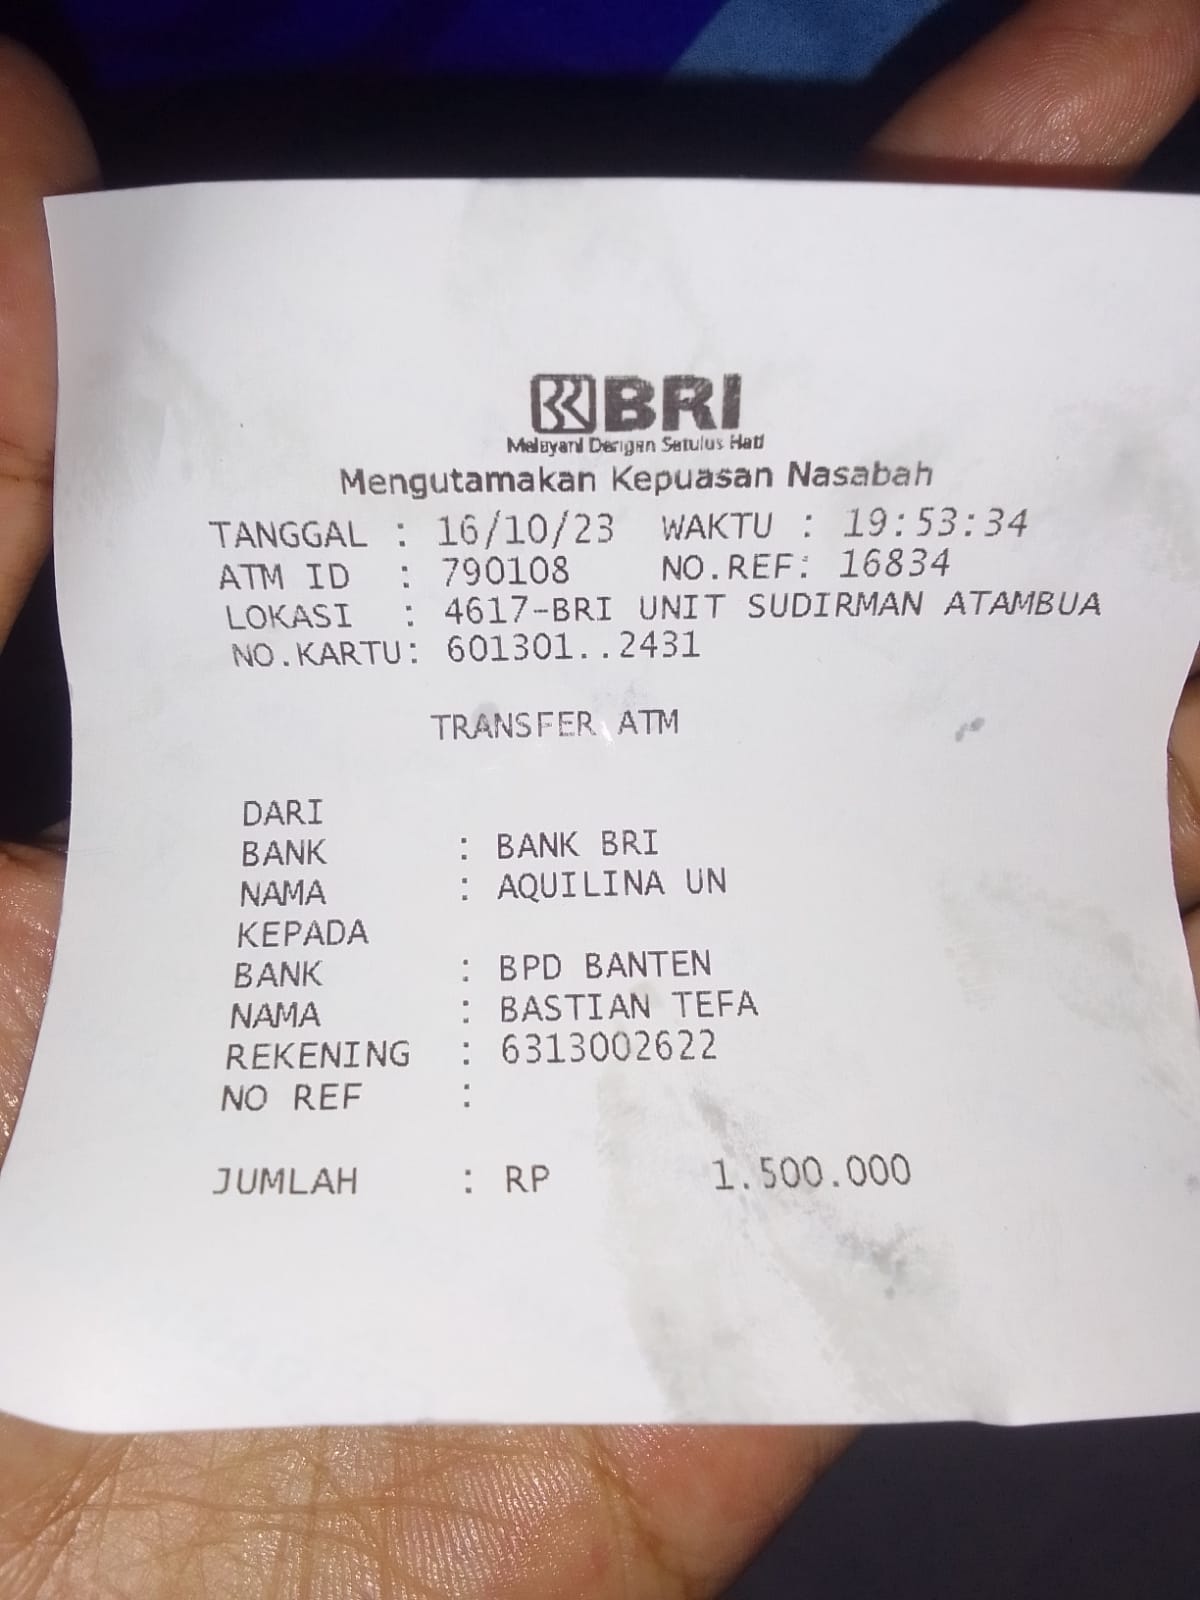 BRI
Melayani Dengan Setulus Hati
Mengutamakan Kepuasan Nasabah
TANGGAL : 16/10/23 WAKTU : 19:53:34
ATM ID : 790108 NO.REF: 16834
LOKASI : 4617-BRI UNIT SUDIRMAN ATAMBUA
NO.KARTU: 601301..2431
TRANSFER ATM
DARI
BANK : BANK BRI
NAMA : AQUILINA UN
KEPADA
BANK : BPD BANTEN
NAMA : BASTIAN TEFA
REKENING : 6313002622
NO REF :
JUMLAH : RP 1.500.000